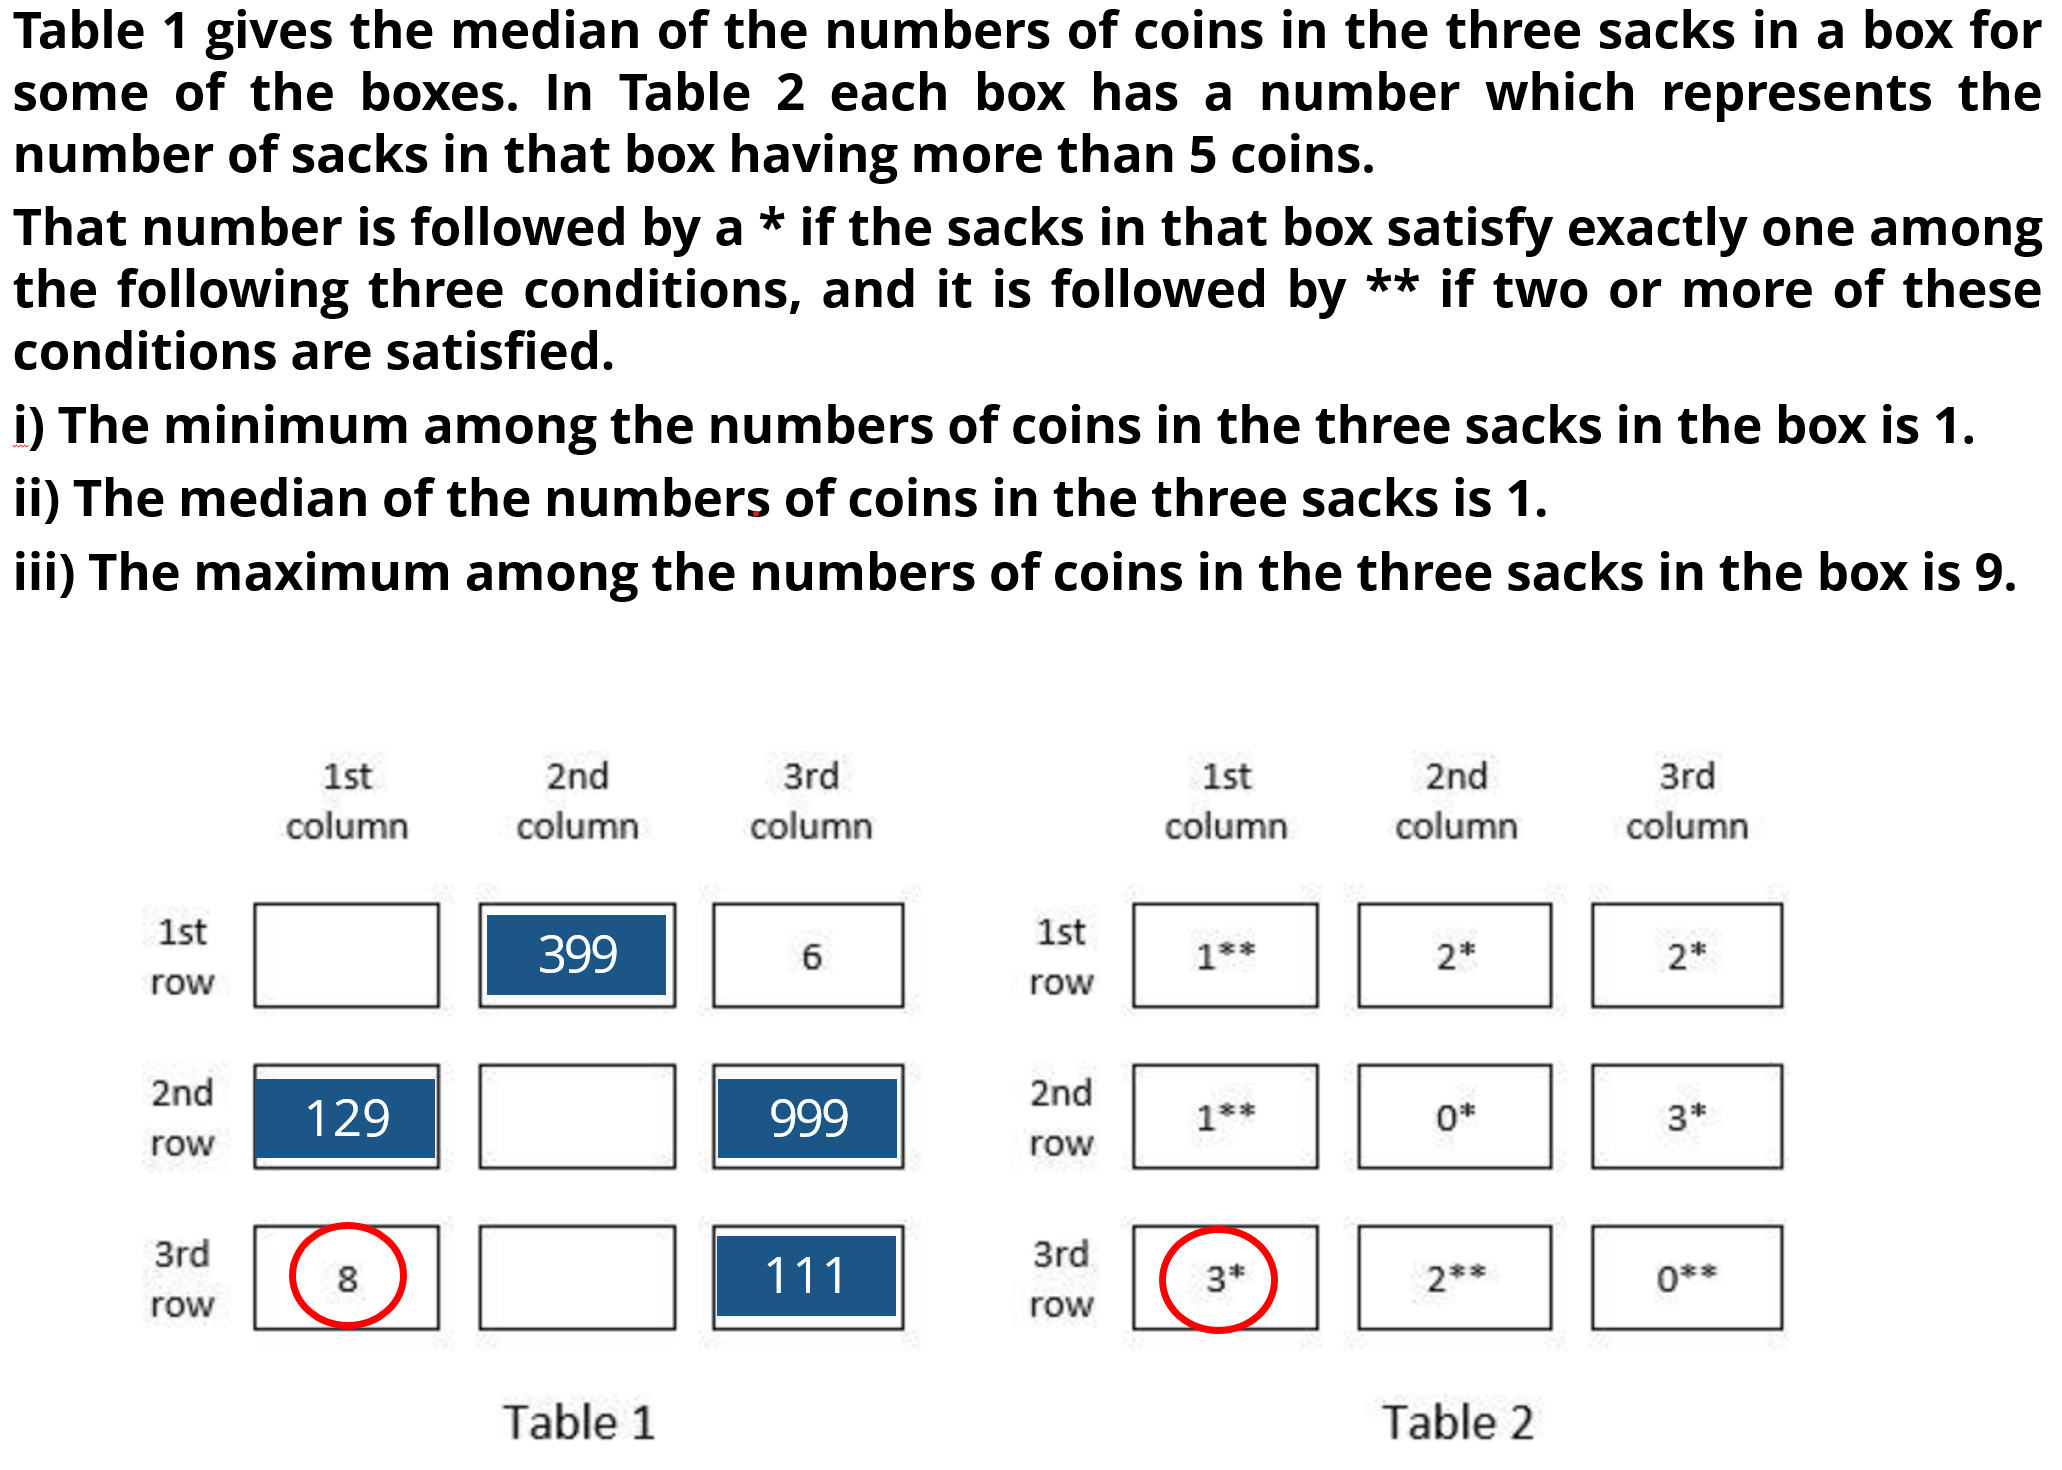 Table 1 gives the median of the numbers of coins in the three sacks in a box for
some of the boxes. In Table 2 each box has a number which represents the
number of sacks in that box having more than 5 coins.
That number is followed by a * if the sacks in that box satisfy exactly one among
the following three conditions, and it is followed by ** if two or more of these
conditions are satisfied.
i) The minimum among the numbers of coins in the three sacks in the box is 1.
ii) The median of the numbers of coins in the three sacks is 1.
iii) The maximum among the numbers of coins in the three sacks in the box is 9.
1st 2nd 3rd 1st 2nd 3rd
column column column column column column
1st 1st
399 6 1** 2* 2*
row row
2nd 2nd
129 999 1** 0* 3*
row row
3rd 3rd
8 111 3* 2** 0**
row row
Table 1 Table 2